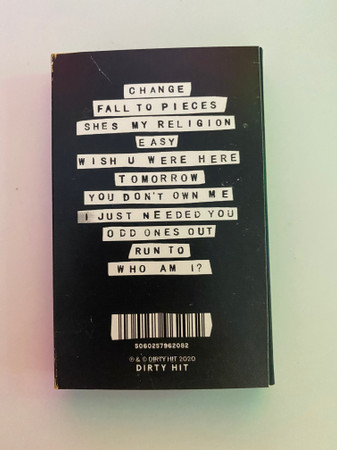 CHANGE
FALL TO PIECES
SHES MY RELIGION
EASY
WISH U WERE HERE
TOMORROW
YOU DON'T OWN ME
I JUST NEEDED YOU
ODD ONES OUT
RUN TO
WHO AM I?
5060257962082
℗ & © DIRTY HIT 2020
DIRTY HIT